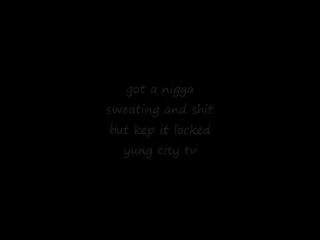 got a nigga
sweating and shit
but kep it locked
yung city tv